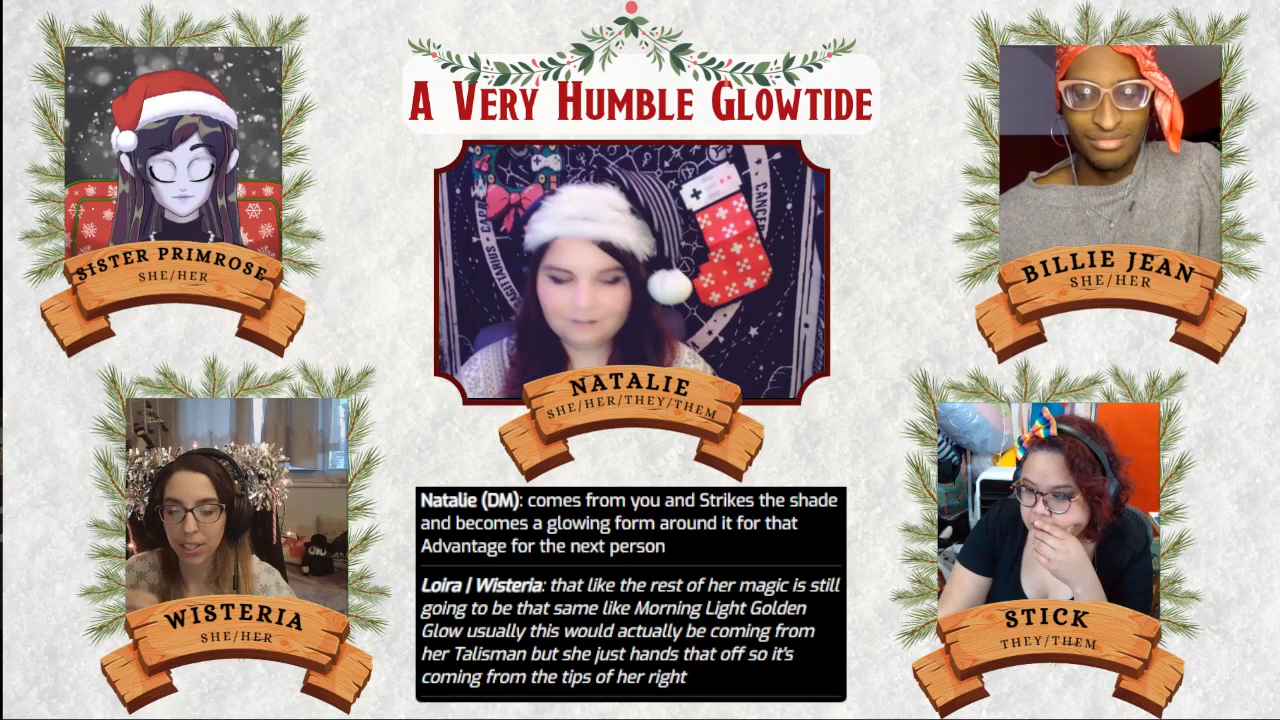 A VERY HUMBLE GLOWTIDE
SISTER PRIMROSE
SHE/HER
BILLIE JEAN
SHE/HER
CANCER
SAGITTARIUS
NATALIE
SHE/HER/THEY/THEM
WISTERIA
SHE/HER
STICK
THEY/THEM
Natalie (DM): comes from you and Strikes the shade
and becomes a glowing form around it for that
Advantage for the next person
Loira | Wisteria: that like the rest of her magic is still
going to be that same like Morning Light Golden
Glow usually this would actually be coming from
her Talisman but she just hands that off so it's
coming from the tips of her right